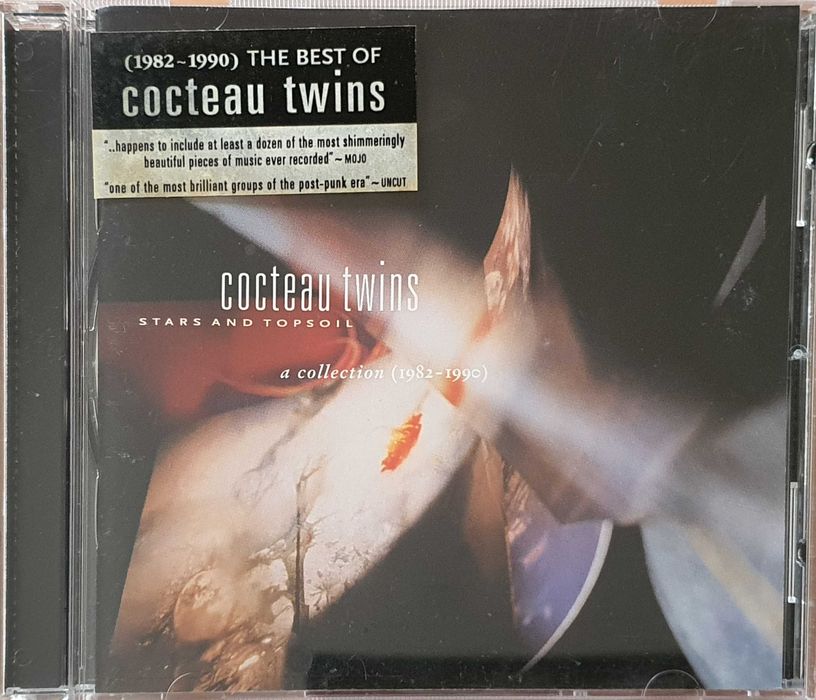 (1982~1990) THE BEST OF
cocteau twins
"..happens to include at least a dozen of the most shimmeringly
beautiful pieces of music ever recorded" ~ MOJO
"one of the most brilliant groups of the post-punk era" ~ UNCUT
cocteau twins
STARS AND TOPSOIL
a collection (1982-1990)